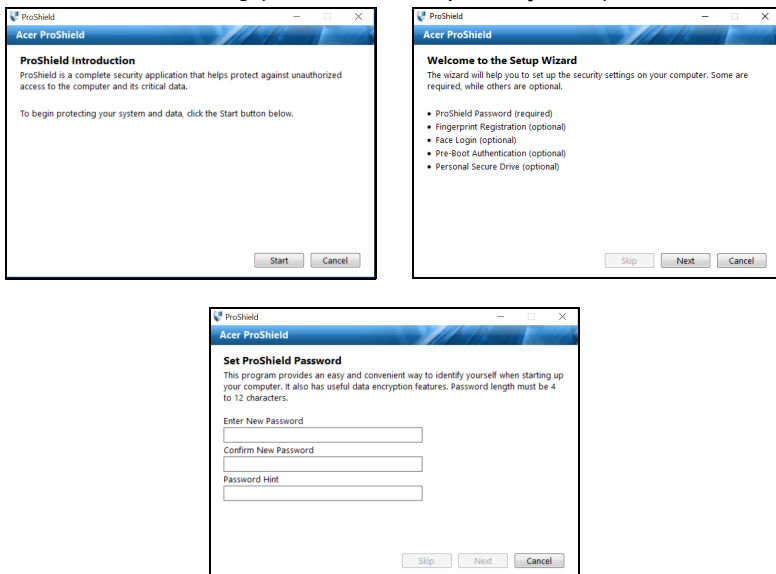 ProShield
Acer ProShield
ProShield Introduction
ProShield is a complete security application that helps protect against unauthorized
access to the computer and its critical data.
To begin protecting your system and data, click the Start button below.
Start Cancel
ProShield
Acer ProShield
Welcome to the Setup Wizard
The wizard will help you to set up the security settings on your computer. Some are
required, while others are optional.
• ProShield Password (required)
• Fingerprint Registration (optional)
• Face Login (optional)
• Pre-Boot Authentication (optional)
• Personal Secure Drive (optional)
Skip Next Cancel
ProShield
Acer ProShield
Set ProShield Password
This program provides an easy and convenient way to identify yourself when starting up
your computer. It also has useful data encryption features. Password length must be 4
to 12 characters.
Enter New Password
Confirm New Password
Password Hint
Skip Next Cancel